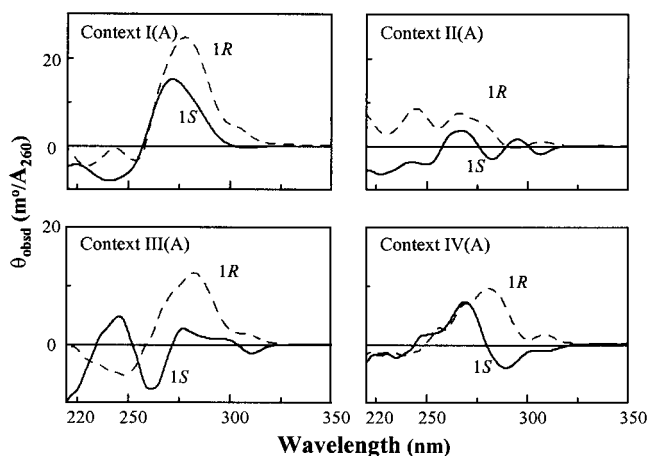 Context I(A)
Context II(A)
20
1R
1S
0
1R
1S
θobsd (m°/A260)
20
Context III(A)
Context IV(A)
1R
1S
0
1R
1S
220 250 300 350
220 250 300 350
Wavelength (nm)